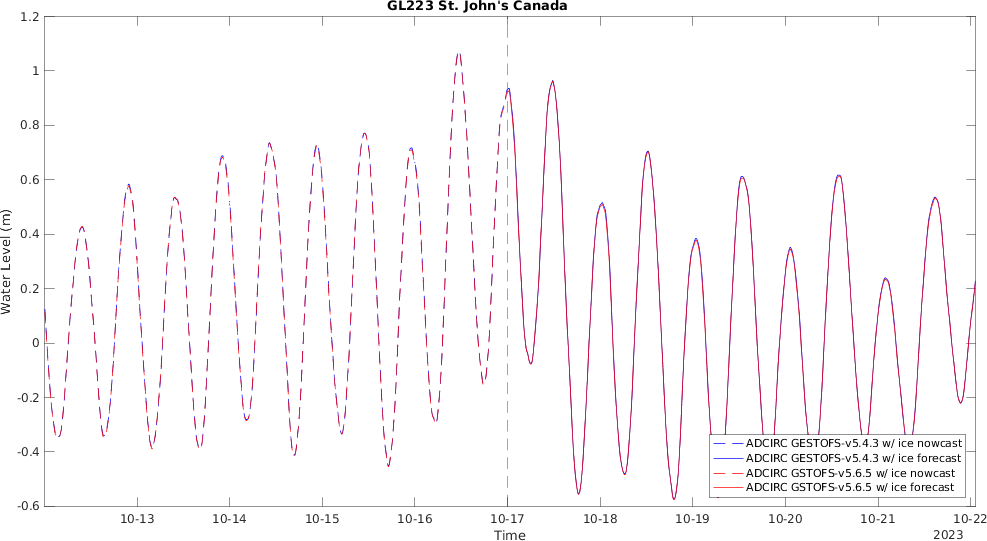 GL223 St. John's Canada
1.2
1
0.8
0.6
0.4
0.2
0
-0.2
-0.4
-0.6
Water Level (m)
ADCIRC GESTOFS-v5.4.3 w/ ice nowcast
ADCIRC GESTOFS-v5.4.3 w/ ice forecast
ADCIRC GSTOFS-v5.6.5 w/ ice nowcast
ADCIRC GSTOFS-v5.6.5 w/ ice forecast
10-13 10-14 10-15 10-16 10-17 10-18 10-19 10-20 10-21 10-22
Time
2023